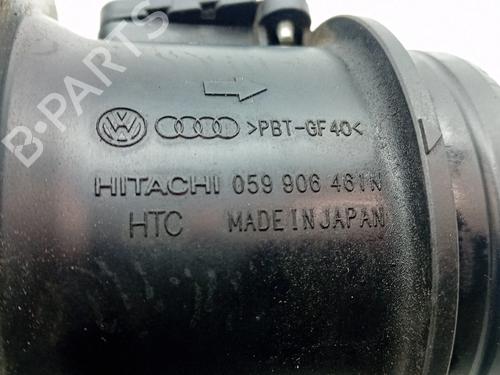 >PBT-GF40<
HITACHI 059 906 461N
HTC MADE IN JAPAN
B-PARTS